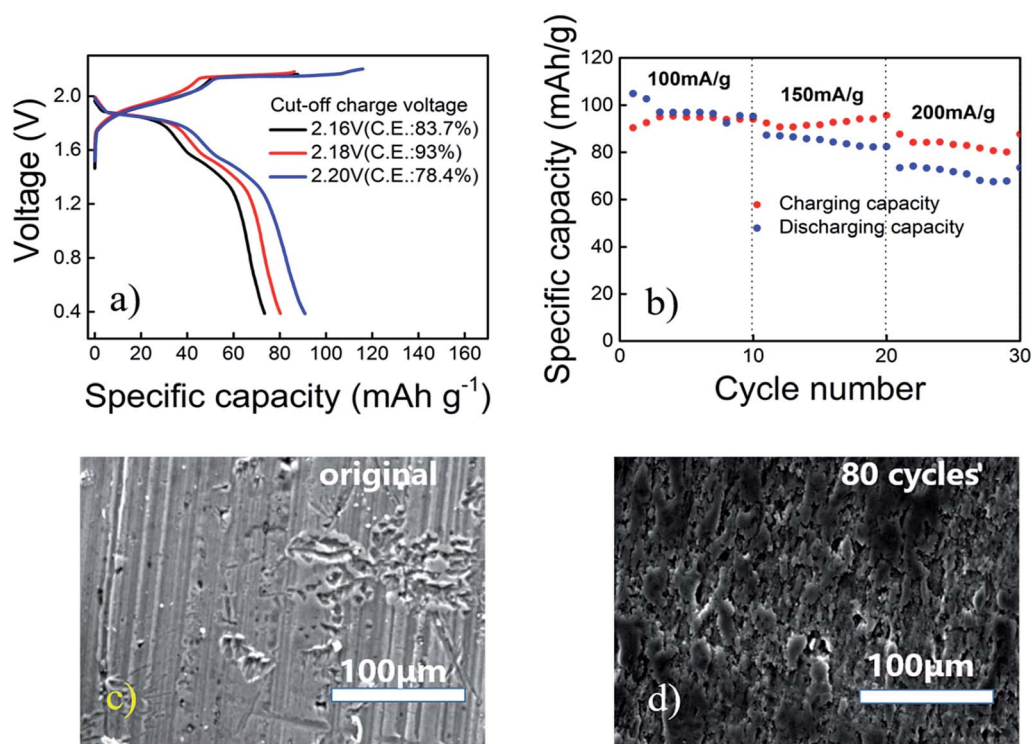 Voltage (V)
2.0
1.6
1.2
0.8
0.4
Cut-off charge voltage
2.16V(C.E.:83.7%)
2.18V(C.E.:93%)
2.20V(C.E.:78.4%)
a)
0 20 40 60 80 100 120 140 160
Specific capacity (mAh g⁻¹)
Specific capacity (mAh/g)
120
100
80
60
40
20
0
100mA/g
150mA/g
200mA/g
Charging capacity
Discharging capacity
b)
0 10 20 30
Cycle number
original
100μm
c)
80 cycles'
100μm
d)